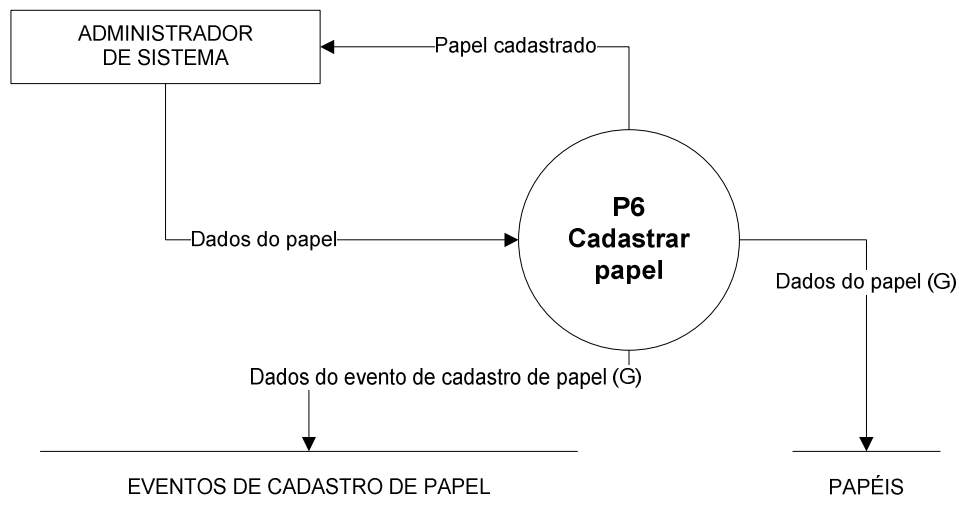 ADMINISTRADOR
DE SISTEMA
Papel cadastrado
P6
Cadastrar
papel
Dados do papel
Dados do papel (G)
Dados do evento de cadastro de papel (G)
EVENTOS DE CADASTRO DE PAPEL
PAPÉIS